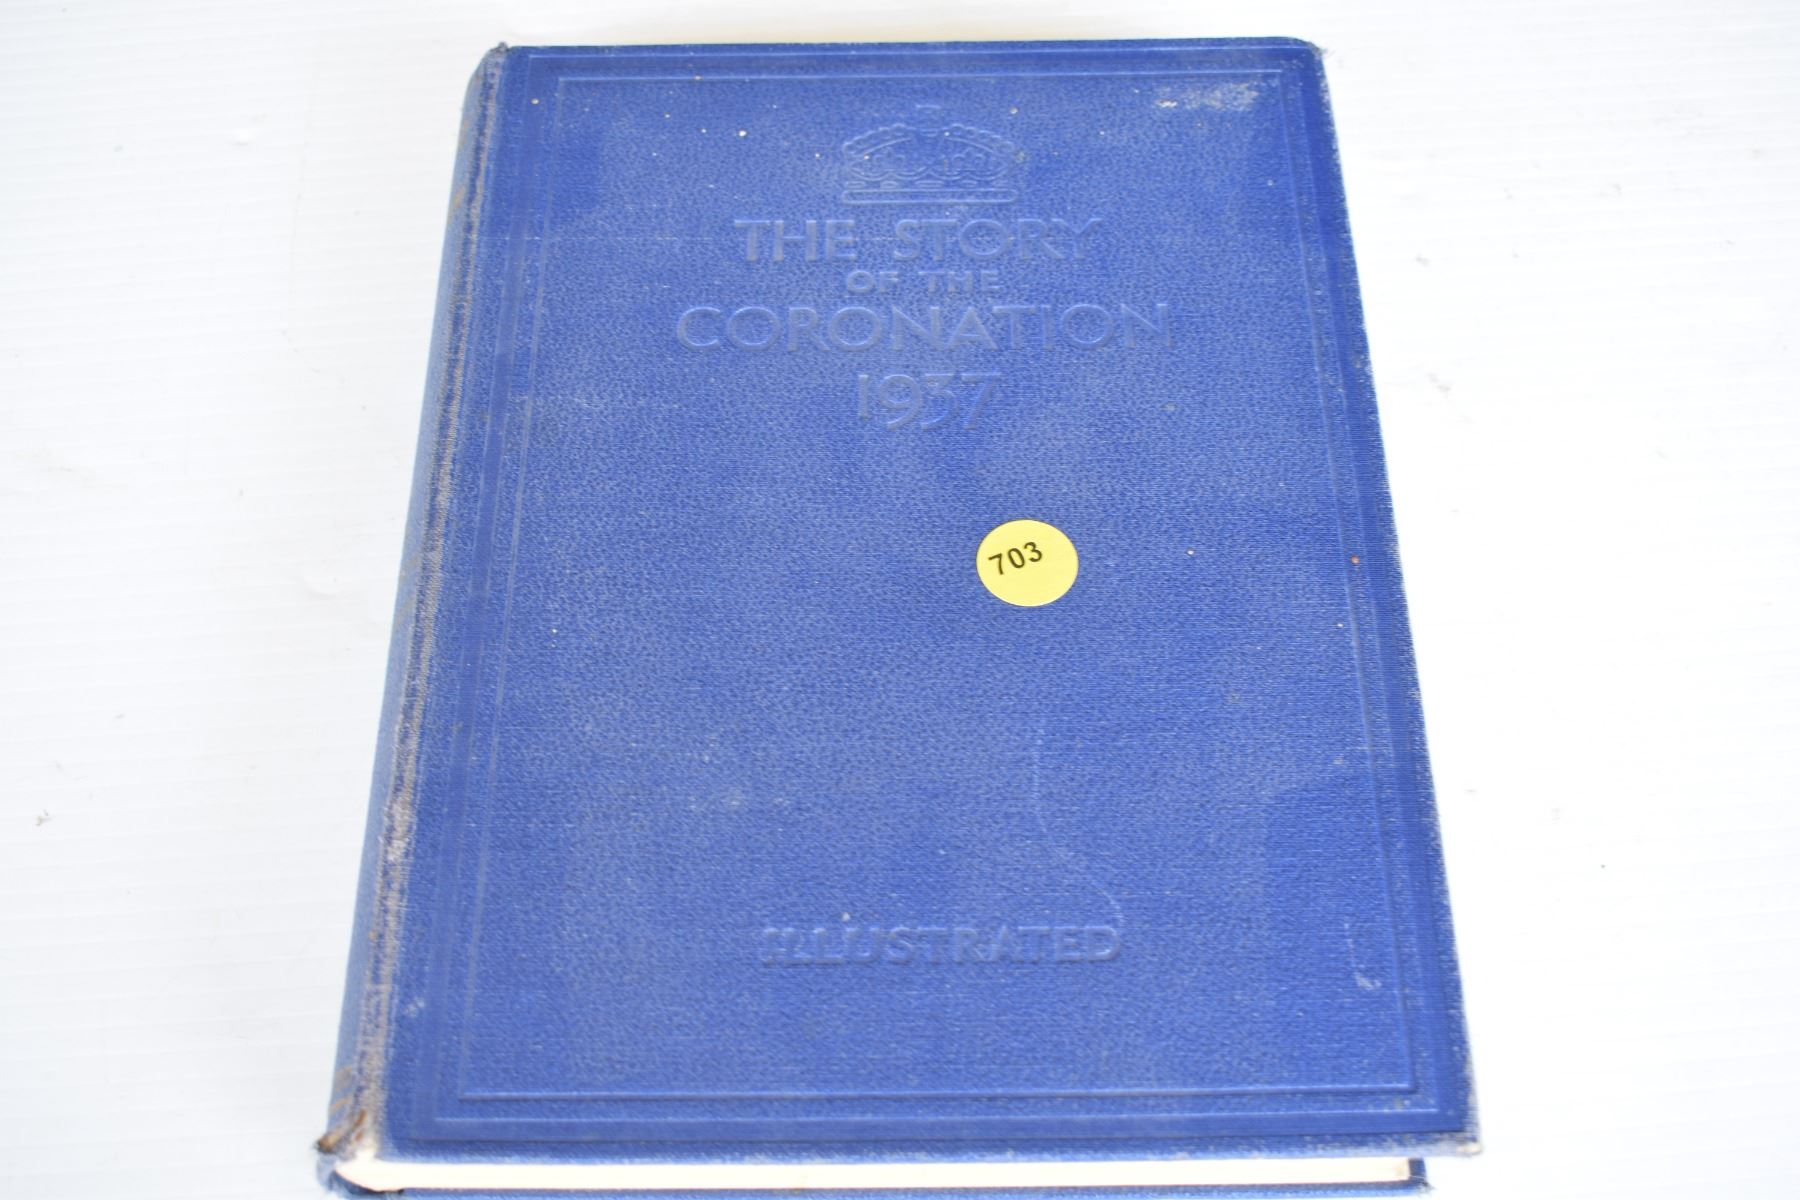 THE STORY
OF THE
CORONATION
1937
703
ILLUSTRATED